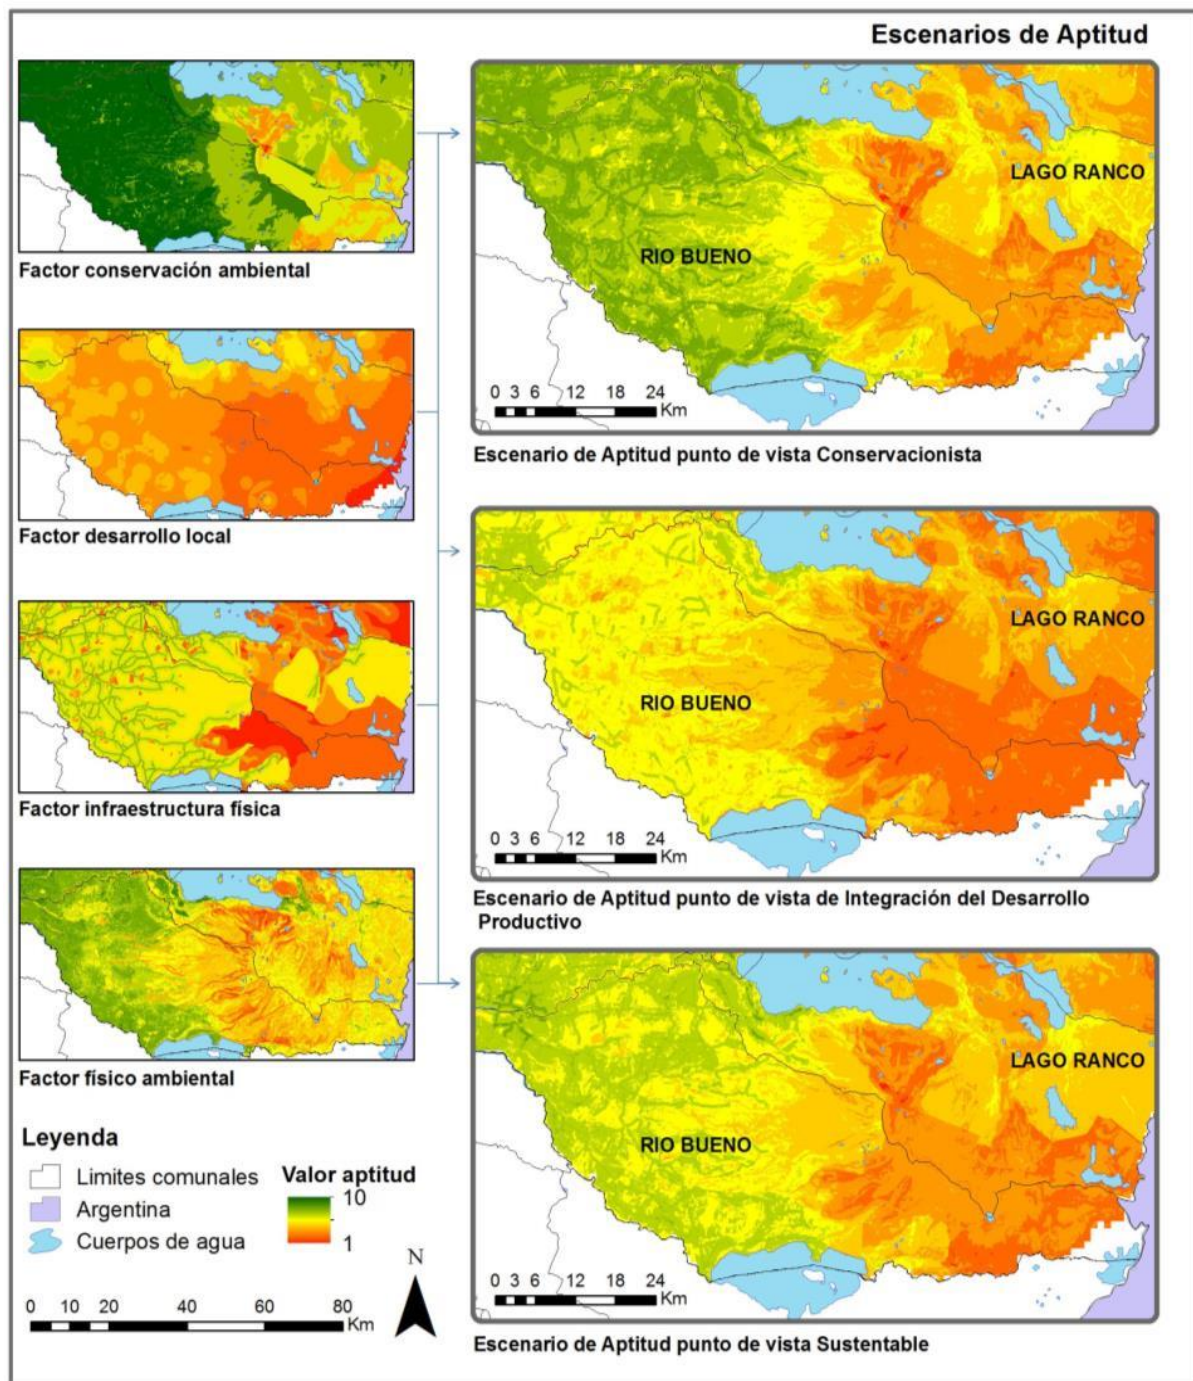 Escenarios de Aptitud
Factor conservación ambiental
Factor desarrollo local
Factor infraestructura física
Factor físico ambiental
Leyenda
Limites comunales
Argentina
Cuerpos de agua
Valor aptitud
10
1
N
0 10 20 40 60 80
Km
LAGO RANCO
RIO BUENO
0 3 6 12 18 24
Km
Escenario de Aptitud punto de vista Conservacionista
LAGO RANCO
RIO BUENO
0 3 6 12 18 24
Km
Escenario de Aptitud punto de vista de Integración del Desarrollo
Productivo
LAGO RANCO
RIO BUENO
0 3 6 12 18 24
Km
Escenario de Aptitud punto de vista Sustentable